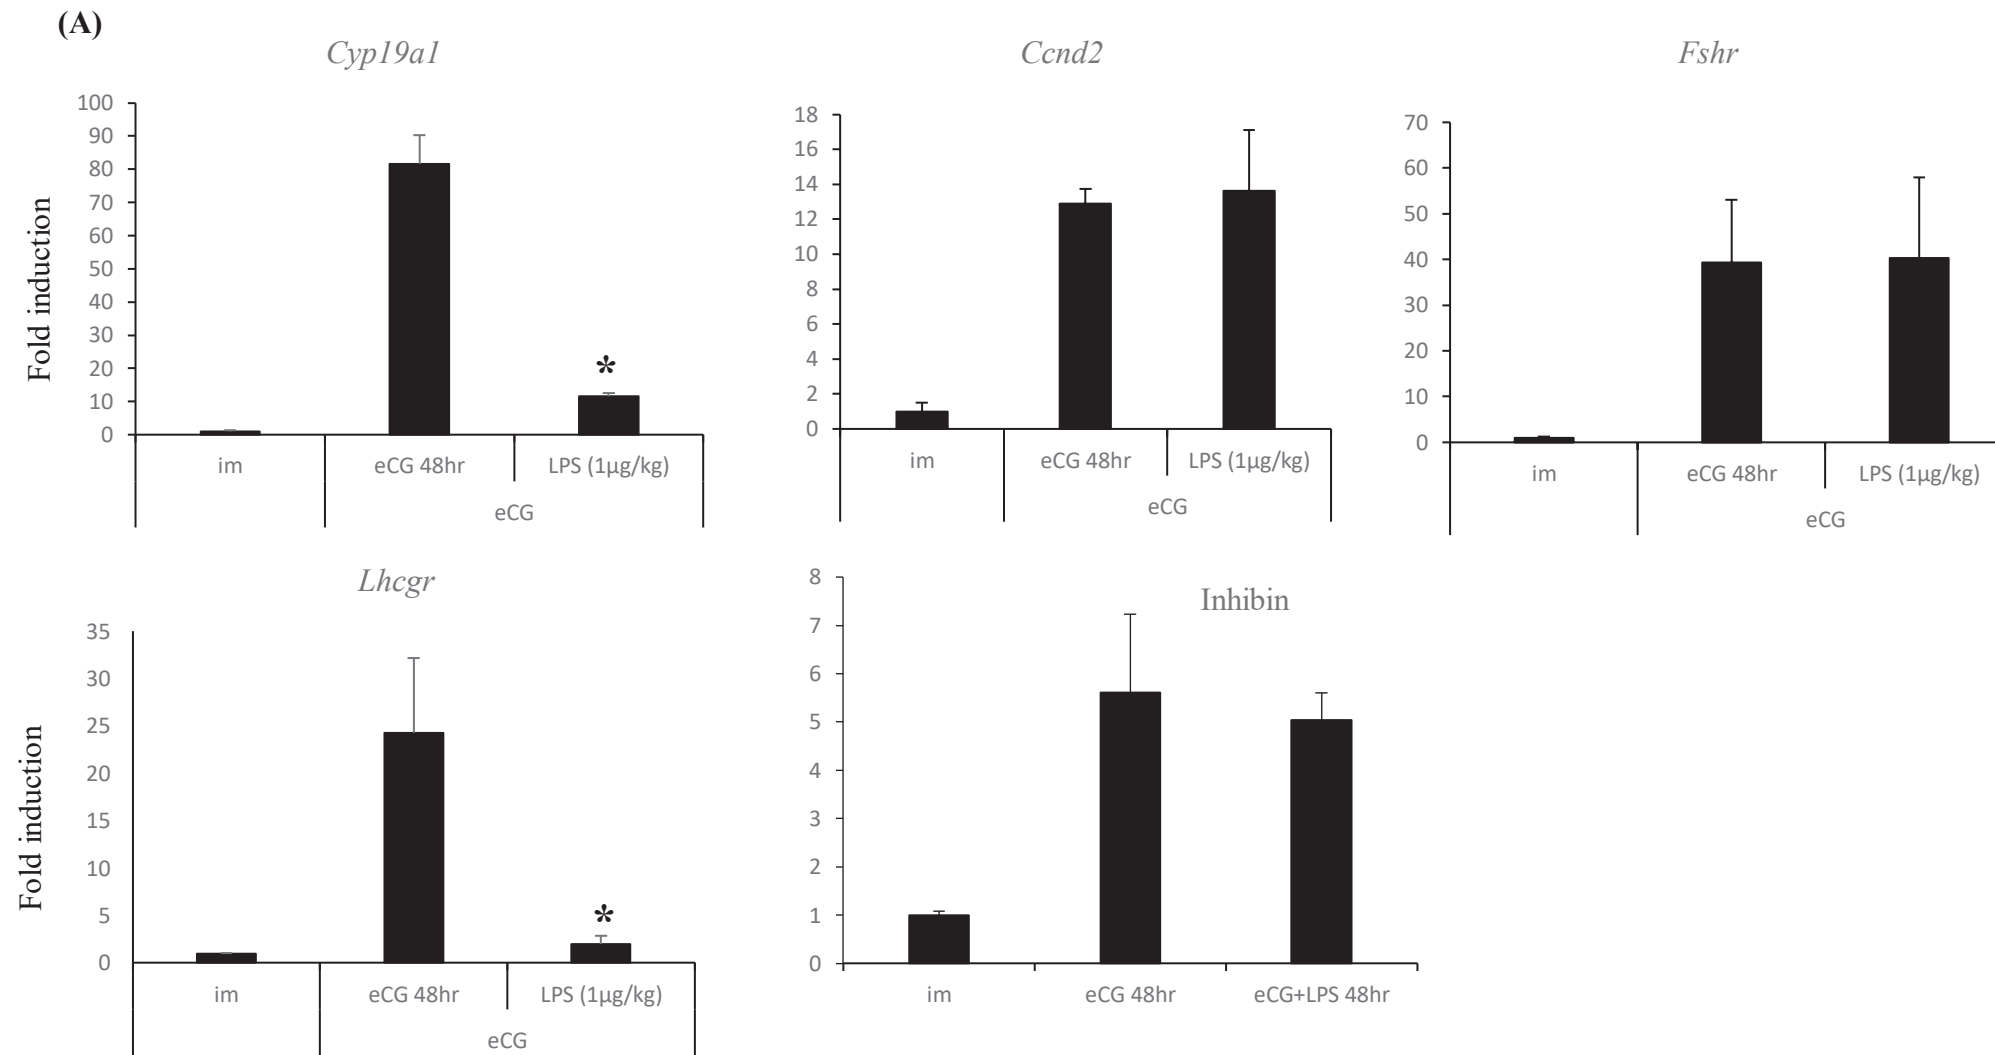 (A)
Cyp19a1
Fold induction
100
90
80
70
60
50
40
30
20
10
0
*
im
eCG 48hr
LPS (1µg/kg)
eCG
Ccnd2
18
16
14
12
10
8
6
4
2
0
im
eCG 48hr
LPS (1µg/kg)
eCG
Fshr
70
60
50
40
30
20
10
0
im
eCG 48hr
LPS (1µg/kg)
eCG
Lhcgr
Fold induction
35
30
25
20
15
10
5
0
*
im
eCG 48hr
LPS (1µg/kg)
eCG
Inhibin
8
7
6
5
4
3
2
1
0
im
eCG 48hr
eCG+LPS 48hr